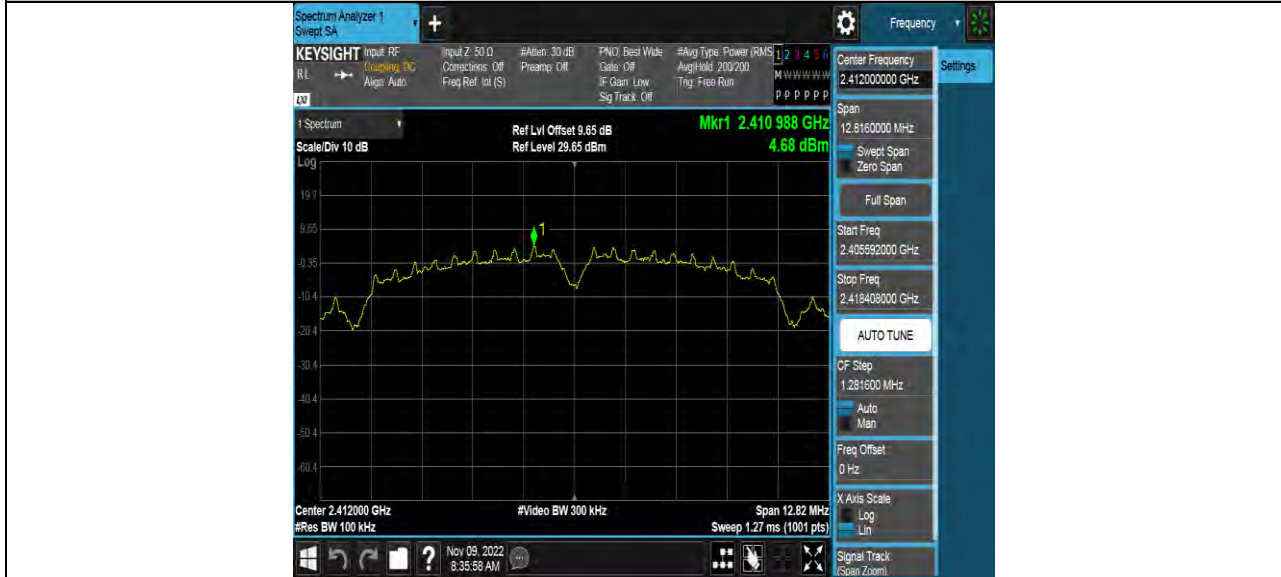 Spectrum Analyzer 1
Swept SA
+
Frequency
KEYSIGHT
RL
LXI
Input: RF
Coupling: DC
Align: Auto
Input Z: 50 Ω
Corrections: Off
Freq Ref: Int (S)
#Atten: 30 dB
Preamp: Off
PNO: Best Wide
Gate: Off
IF Gain: Low
Sig Track: Off
#Avg Type: Power (RMS
Avg|Hold: 200/200
Trig: Free Run
1 2 3 4 5 6
M W W W W W
P P P P P P
1 Spectrum
Scale/Div 10 dB
Ref Lvl Offset 9.65 dB
Ref Level 29.65 dBm
Mkr1 2.410 988 GHz
4.68 dBm
Log
19.7
9.65
-0.35
-10.4
-20.4
-30.4
-40.4
-50.4
-60.4
1
Center 2.412000 GHz
#Res BW 100 kHz
#Video BW 300 kHz
Span 12.82 MHz
Sweep 1.27 ms (1001 pts)
Center Frequency
2.412000000 GHz
Settings
Span
12.8160000 MHz
Swept Span
Zero Span
Full Span
Start Freq
2.405592000 GHz
Stop Freq
2.418408000 GHz
AUTO TUNE
CF Step
1.281600 MHz
Auto
Man
Freq Offset
0 Hz
X Axis Scale
Log
Lin
Signal Track
(Span Zoom)
?
Nov 09, 2022
8:35:58 AM